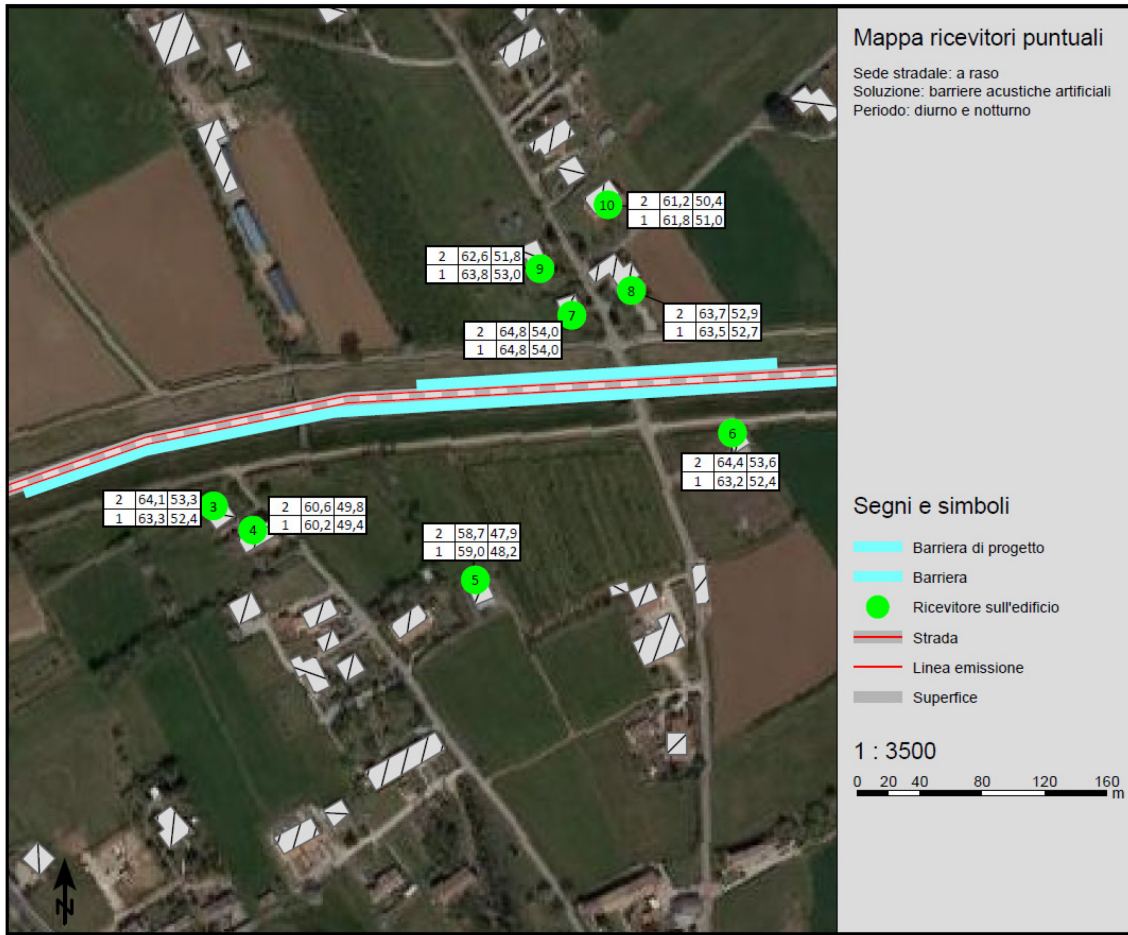 Mappa ricevitori puntuali
Sede stradale: a raso
Soluzione: barriere acustiche artificiali
Periodo: diurno e notturno
10
2 61,2 50,4
1 61,8 51,0
2 62,6 51,8
1 63,8 53,0
9
8
2 63,7 52,9
1 63,5 52,7
7
2 64,8 54,0
1 64,8 54,0
6
2 64,4 53,6
1 63,2 52,4
2 64,1 53,3
1 63,3 52,4
3
4
2 60,6 49,8
1 60,2 49,4
2 58,7 47,9
1 59,0 48,2
5
Segni e simboli
Barriera di progetto
Barriera
Ricevitore sull'edificio
Strada
Linea emissione
Superfice
1 : 3500
0 20 40 80 120 160
m
N